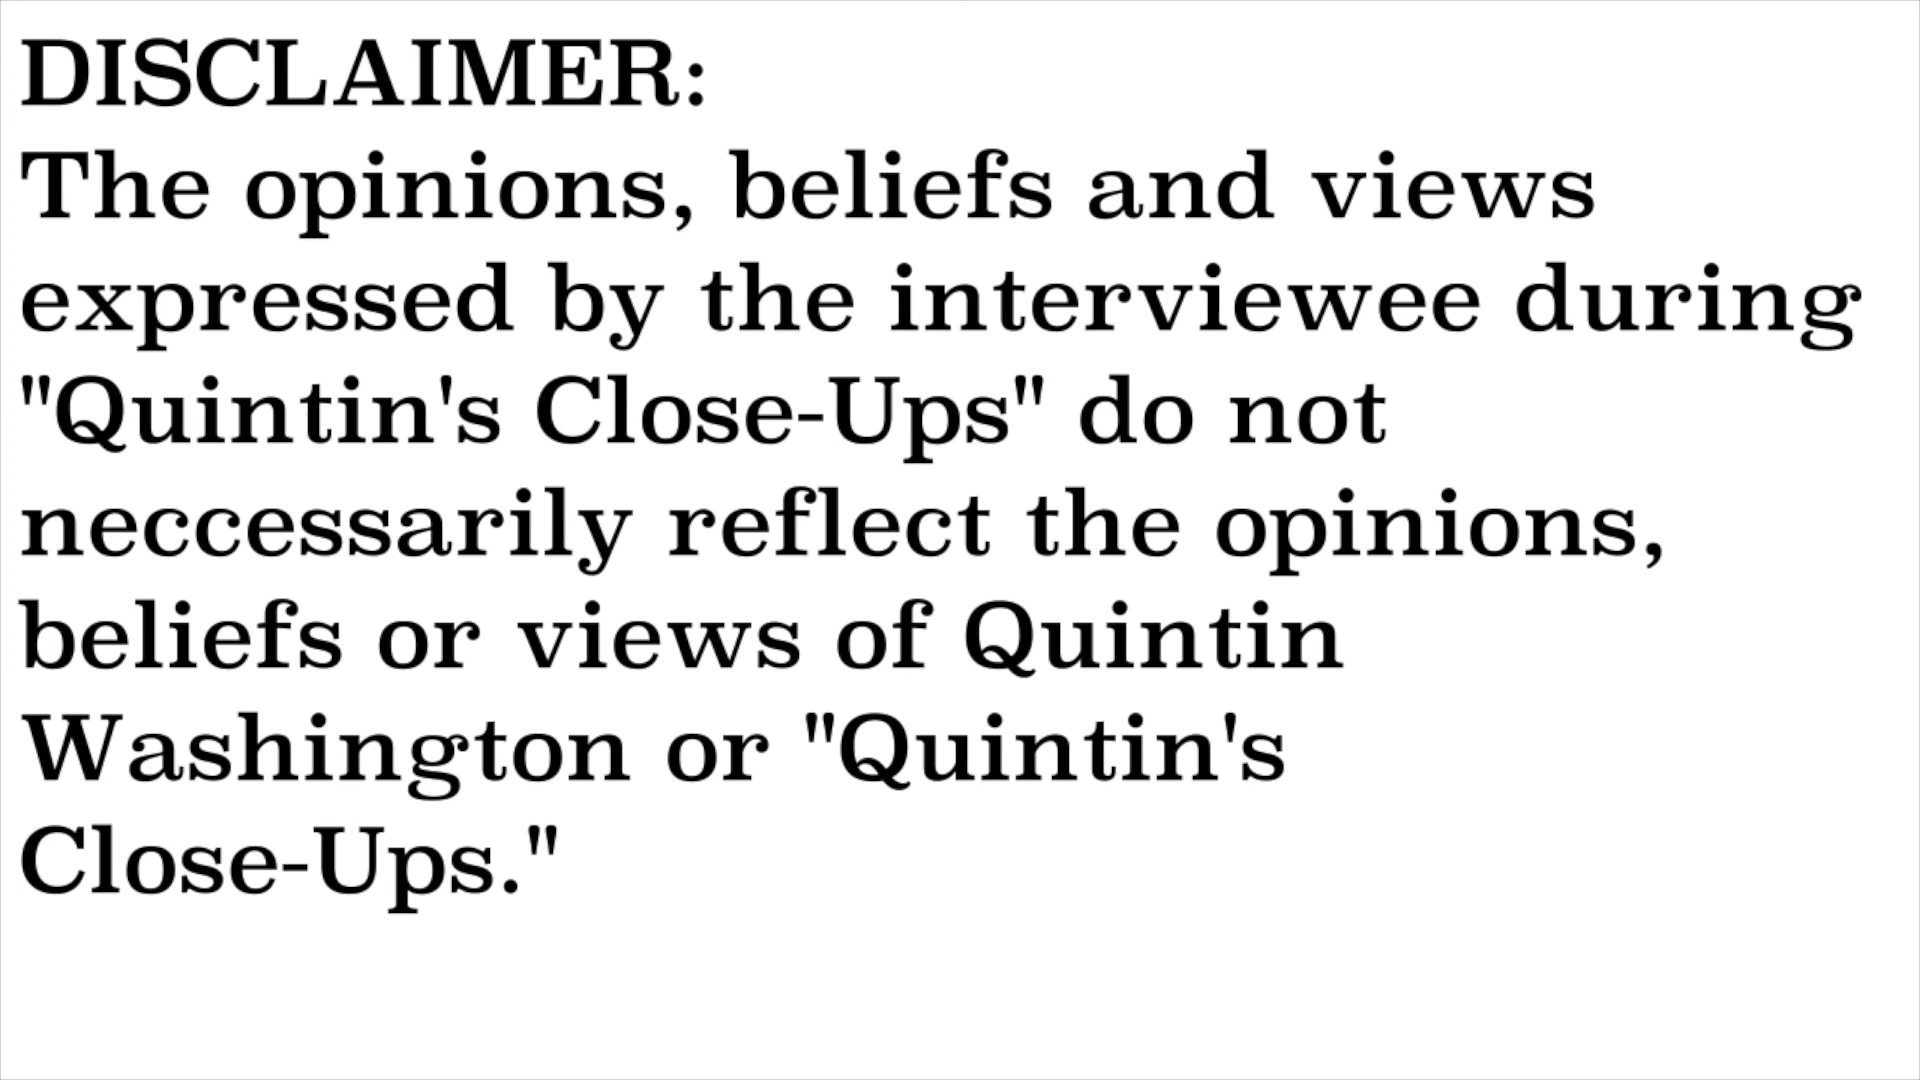 DISCLAIMER:
The opinions, beliefs and views
expressed by the interviewee during
"Quintin's Close-Ups" do not
neccessarily reflect the opinions,
beliefs or views of Quintin
Washington or "Quintin's
Close-Ups."